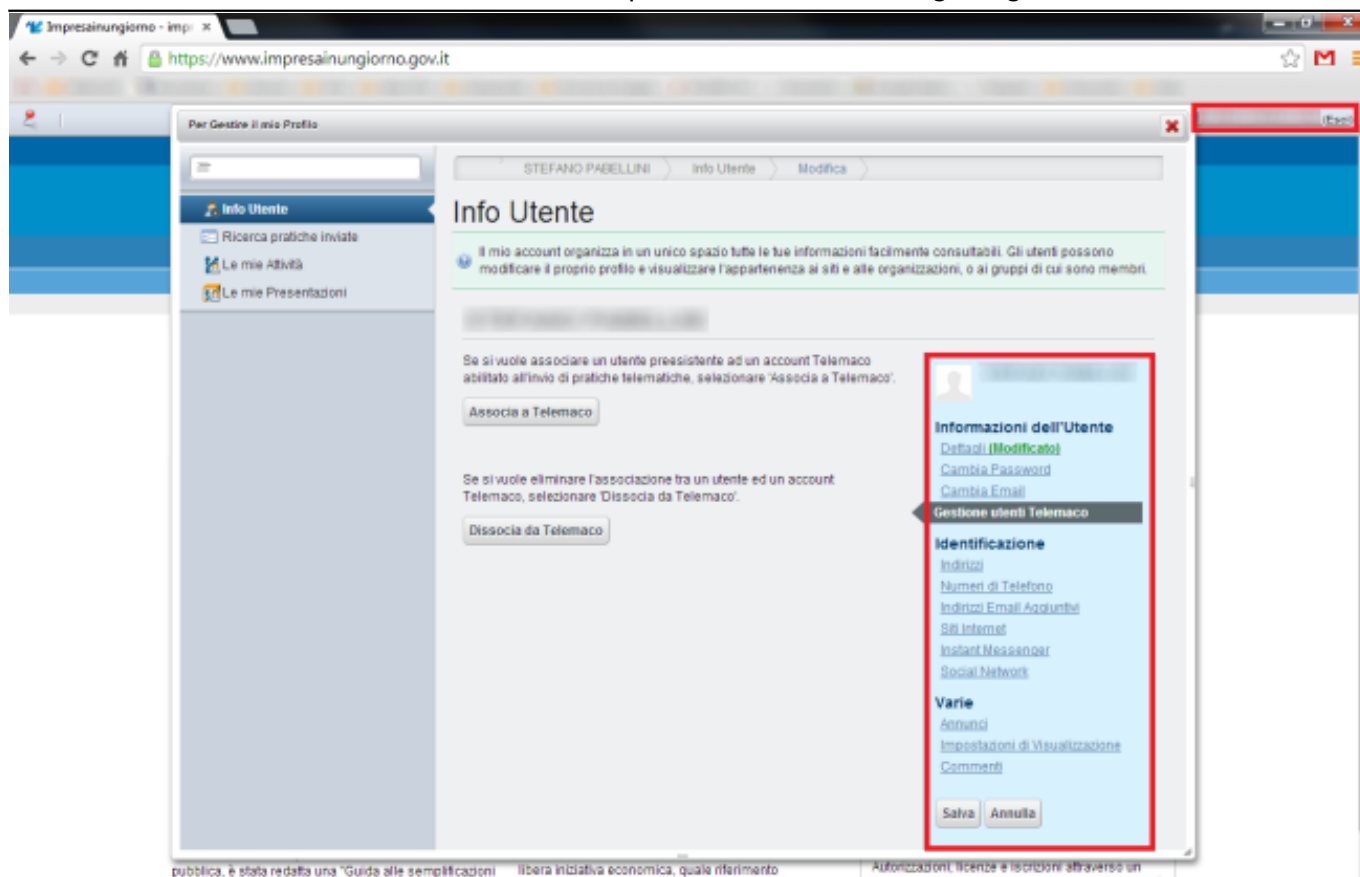 Impresainungiorno - impr ×
https://www.impresainungiorno.gov.it
Per Gestire il mio Profilo
(Esci)
STEFANO PABELLINI Info Utente Modifica
Info Utente
Ricerca pratiche inviate
Le mie Attività
Le mie Presentazioni
Info Utente
Il mio account organizza in un unico spazio tutte le tue informazioni facilmente consultabili. Gli utenti possono
modificare il proprio profilo e visualizzare l'appartenenza ai siti e alle organizzazioni, o ai gruppi di cui sono membri.
Se si vuole associare un utente preesistente ad un account Telemaco
abilitato all'invio di pratiche telematiche, selezionare 'Associa a Telemaco'.
Associa a Telemaco
Se si vuole eliminare l'associazione tra un utente ed un account
Telemaco, selezionare 'Dissocia da Telemaco'.
Dissocia da Telemaco
Informazioni dell'Utente
Dettagli (Modificato)
Cambia Password
Cambia Email
Gestione utenti Telemaco
Identificazione
Indirizzi
Numeri di Telefono
Indirizzi Email Aggiuntivi
Siti Internet
Instant Messenger
Social Network
Varie
Annunci
Impostazioni di Visualizzazione
Commenti
Salva Annulla
pubblica, è stata redatta una "Guida alle semplificazioni
libera iniziativa economica, quale riferimento
Autorizzazioni, licenze e iscrizioni attraverso un